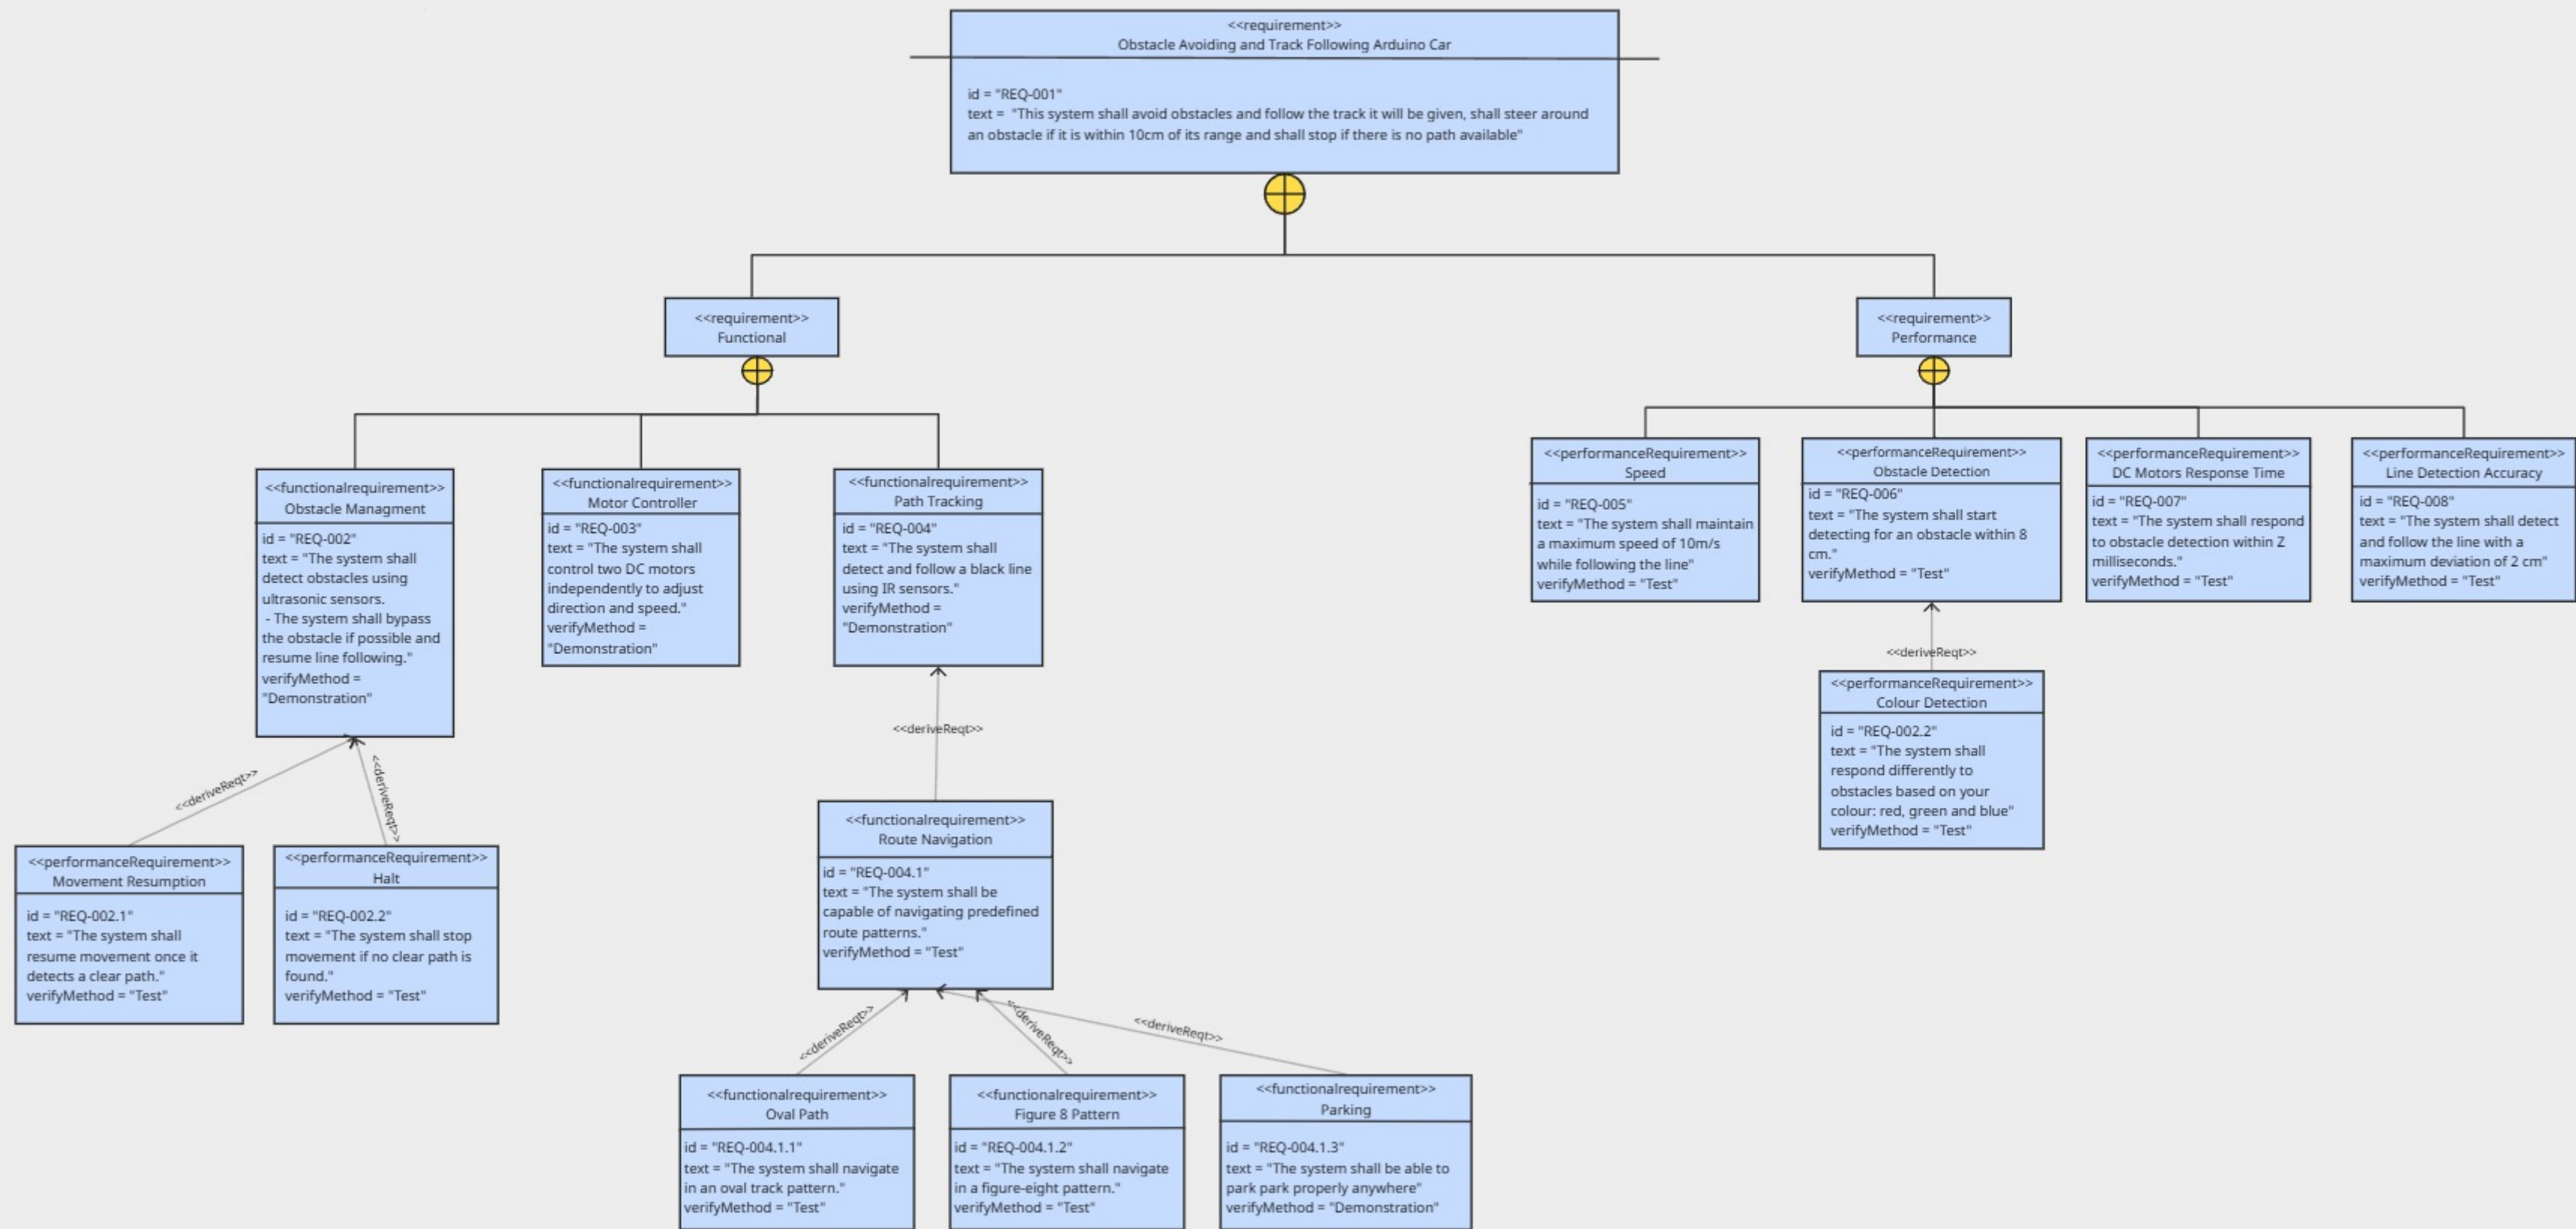 <<requirement>>
Obstacle Avoiding and Track Following Arduino Car
id = "REQ-001"
text =  "This system shall avoid obstacles and follow the track it will be given, shall steer around
an obstacle if it is within 10cm of its range and shall stop if there is no path available"
<<requirement>>
Functional
<<requirement>>
Performance
<<functionalrequirement>>
Obstacle Managment
id = "REQ-002"
text = "The system shall
detect obstacles using
ultrasonic sensors.
- The system shall bypass
the obstacle if possible and
resume line following."
verifyMethod =
"Demonstration"
<<functionalrequirement>>
Motor Controller
id = "REQ-003"
text = "The system shall
control two DC motors
independently to adjust
direction and speed."
verifyMethod =
"Demonstration"
<<functionalrequirement>>
Path Tracking
id = "REQ-004"
text = "The system shall
detect and follow a black line
using IR sensors."
verifyMethod =
"Demonstration"
<<performanceRequirement>>
Speed
id = "REQ-005"
text = "The system shall maintain
a maximum speed of 10m/s
while following the line"
verifyMethod = "Test"
<<performanceRequirement>>
Obstacle Detection
id = "REQ-006"
text = "The system shall start
detecting for an obstacle within 8
cm."
verifyMethod = "Test"
<<performanceRequirement>>
DC Motors Response Time
id = "REQ-007"
text = "The system shall respond
to obstacle detection within Z
milliseconds."
verifyMethod = "Test"
<<performanceRequirement>>
Line Detection Accuracy
id = "REQ-008"
text = "The system shall detect
and follow the line with a
maximum deviation of 2 cm"
verifyMethod = "Test"
<<deriveReqt>>
<<performanceRequirement>>
Colour Detection
id = "REQ-002.2"
text = "The system shall
respond differently to
obstacles based on your
colour: red, green and blue"
verifyMethod = "Test"
<<deriveReqt>>
<<deriveReqt>>
<<deriveReqt>>
<<performanceRequirement>>
Movement Resumption
id = "REQ-002.1"
text = "The system shall
resume movement once it
detects a clear path."
verifyMethod = "Test"
<<performanceRequirement>>
Halt
id = "REQ-002.2"
text = "The system shall stop
movement if no clear path is
found."
verifyMethod = "Test"
<<functionalrequirement>>
Route Navigation
id = "REQ-004.1"
text = "The system shall be
capable of navigating predefined
route patterns."
verifyMethod = "Test"
<<deriveReqt>>
<<deriveReqt>>
<<deriveReqt>>
<<functionalrequirement>>
Oval Path
id = "REQ-004.1.1"
text = "The system shall navigate
in an oval track pattern."
verifyMethod = "Test"
<<functionalrequirement>>
Figure 8 Pattern
id = "REQ-004.1.2"
text = "The system shall navigate
in a figure-eight pattern."
verifyMethod = "Test"
<<functionalrequirement>>
Parking
id = "REQ-004.1.3"
text = "The system shall be able to
park park properly anywhere"
verifyMethod = "Demonstration"